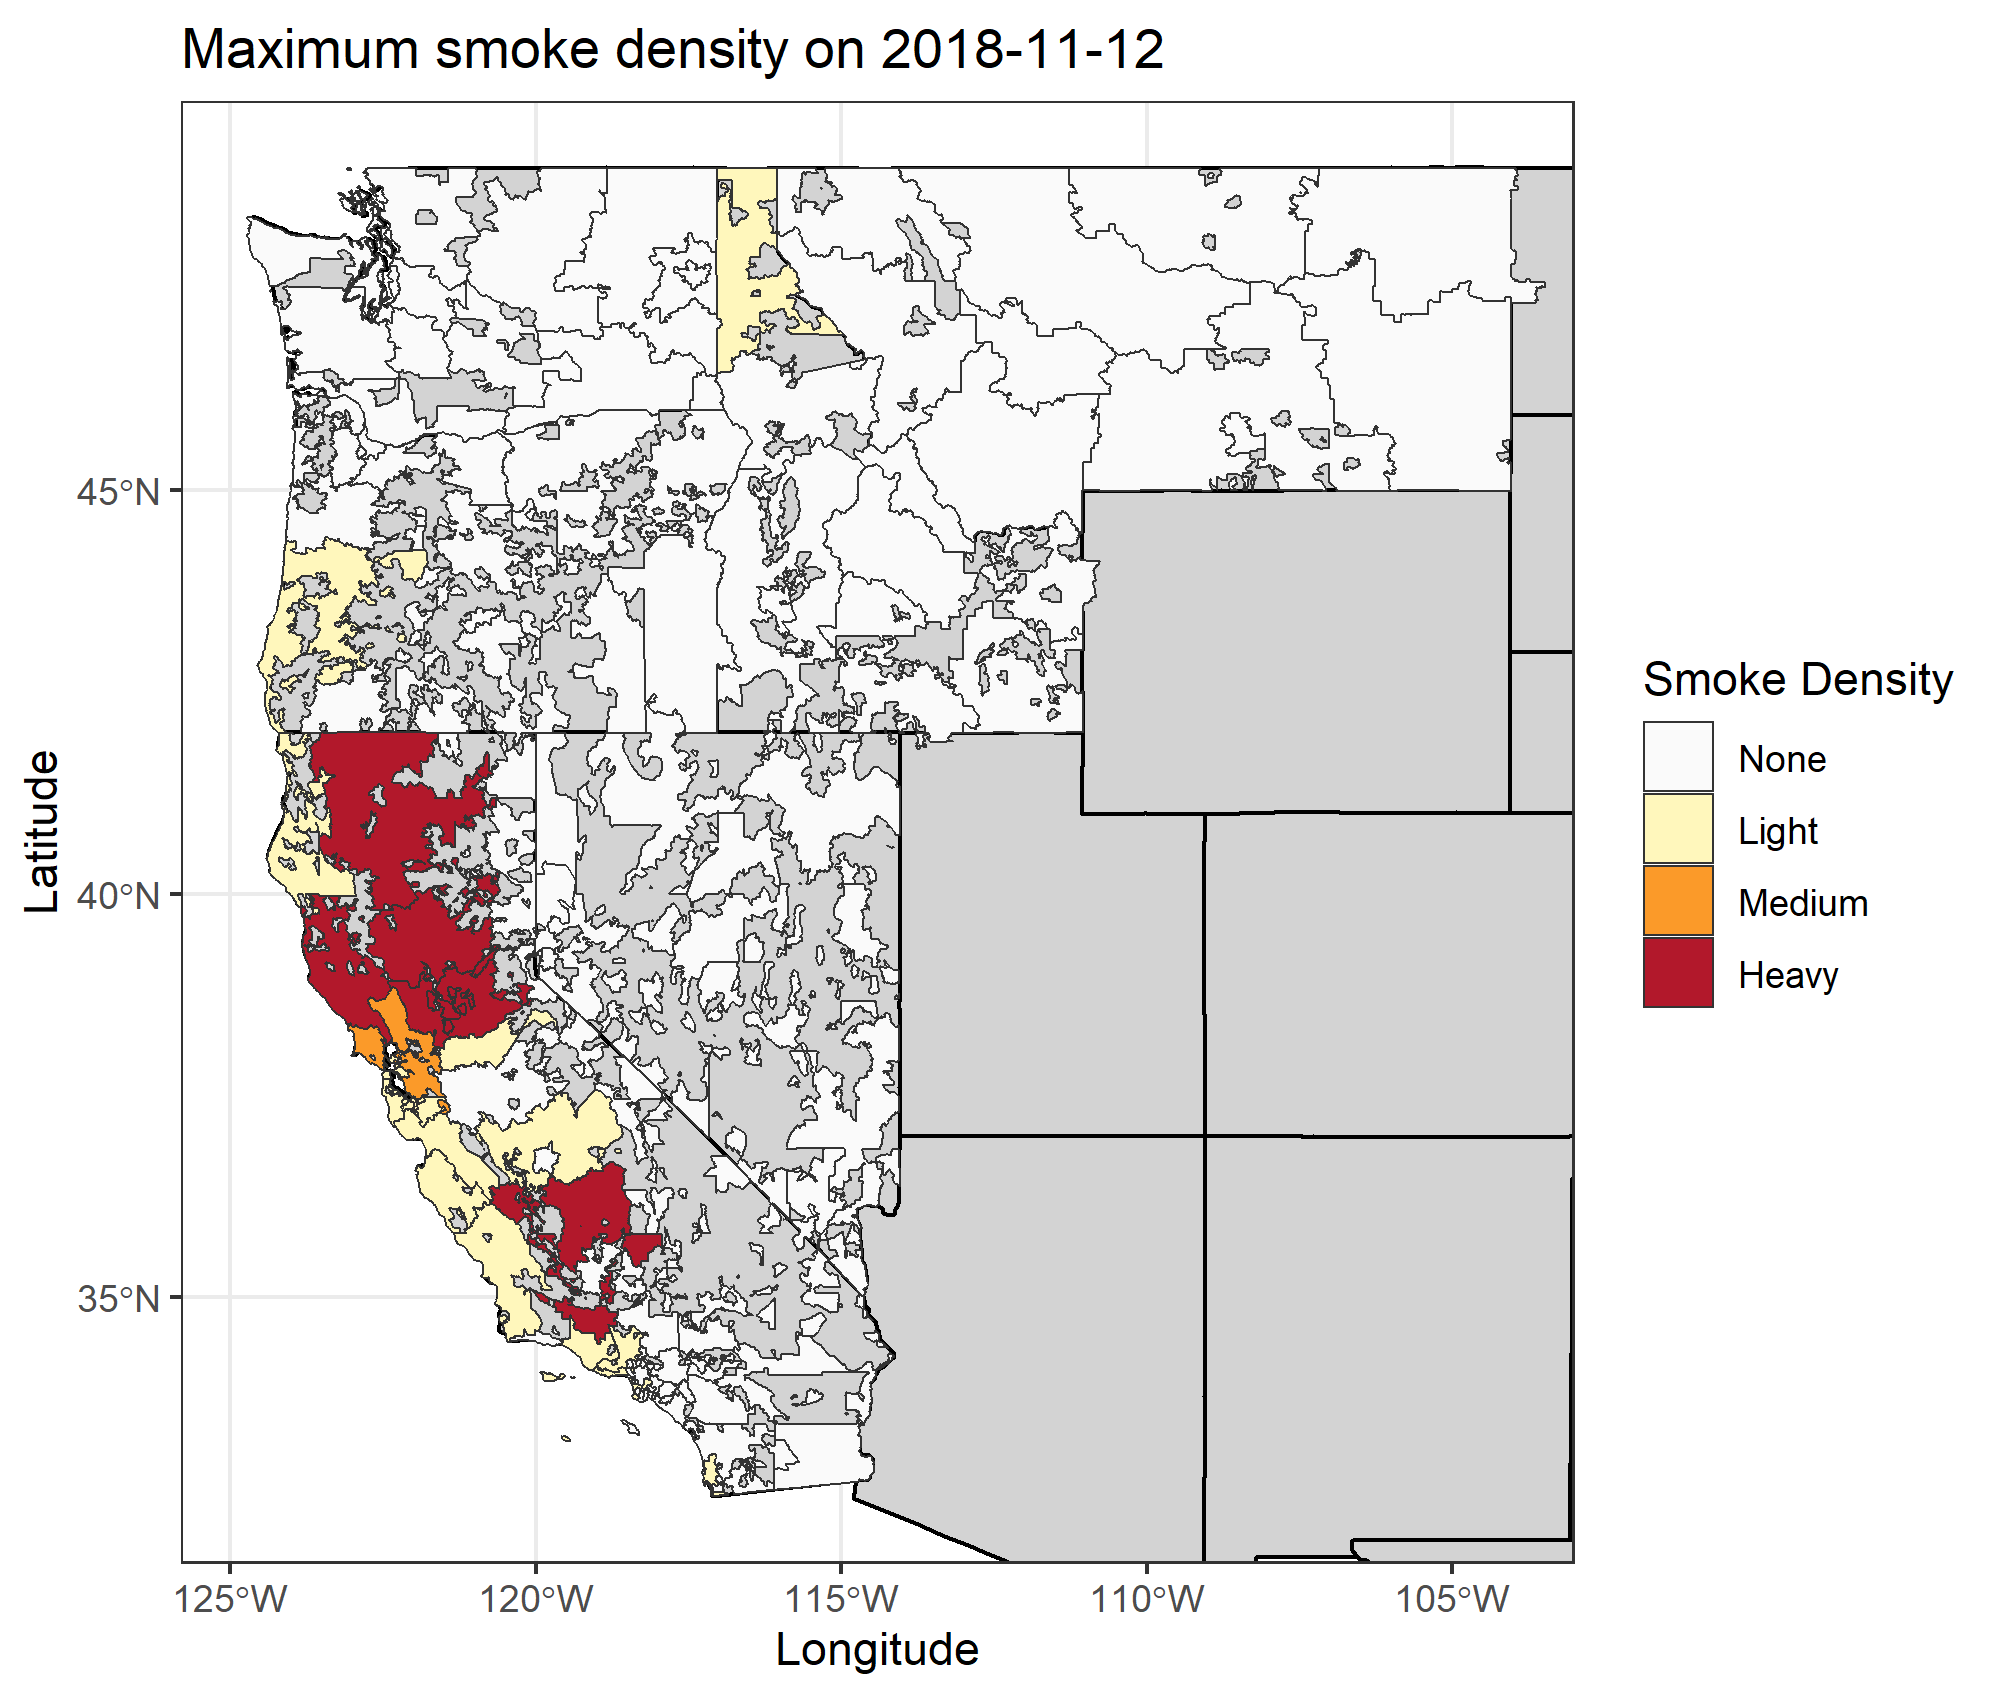 Maximum smoke density on 2018-11-12
45°N
40°N
35°N
Latitude
125°W
120°W
115°W
110°W
105°W
Longitude
Smoke Density
None
Light
Medium
Heavy